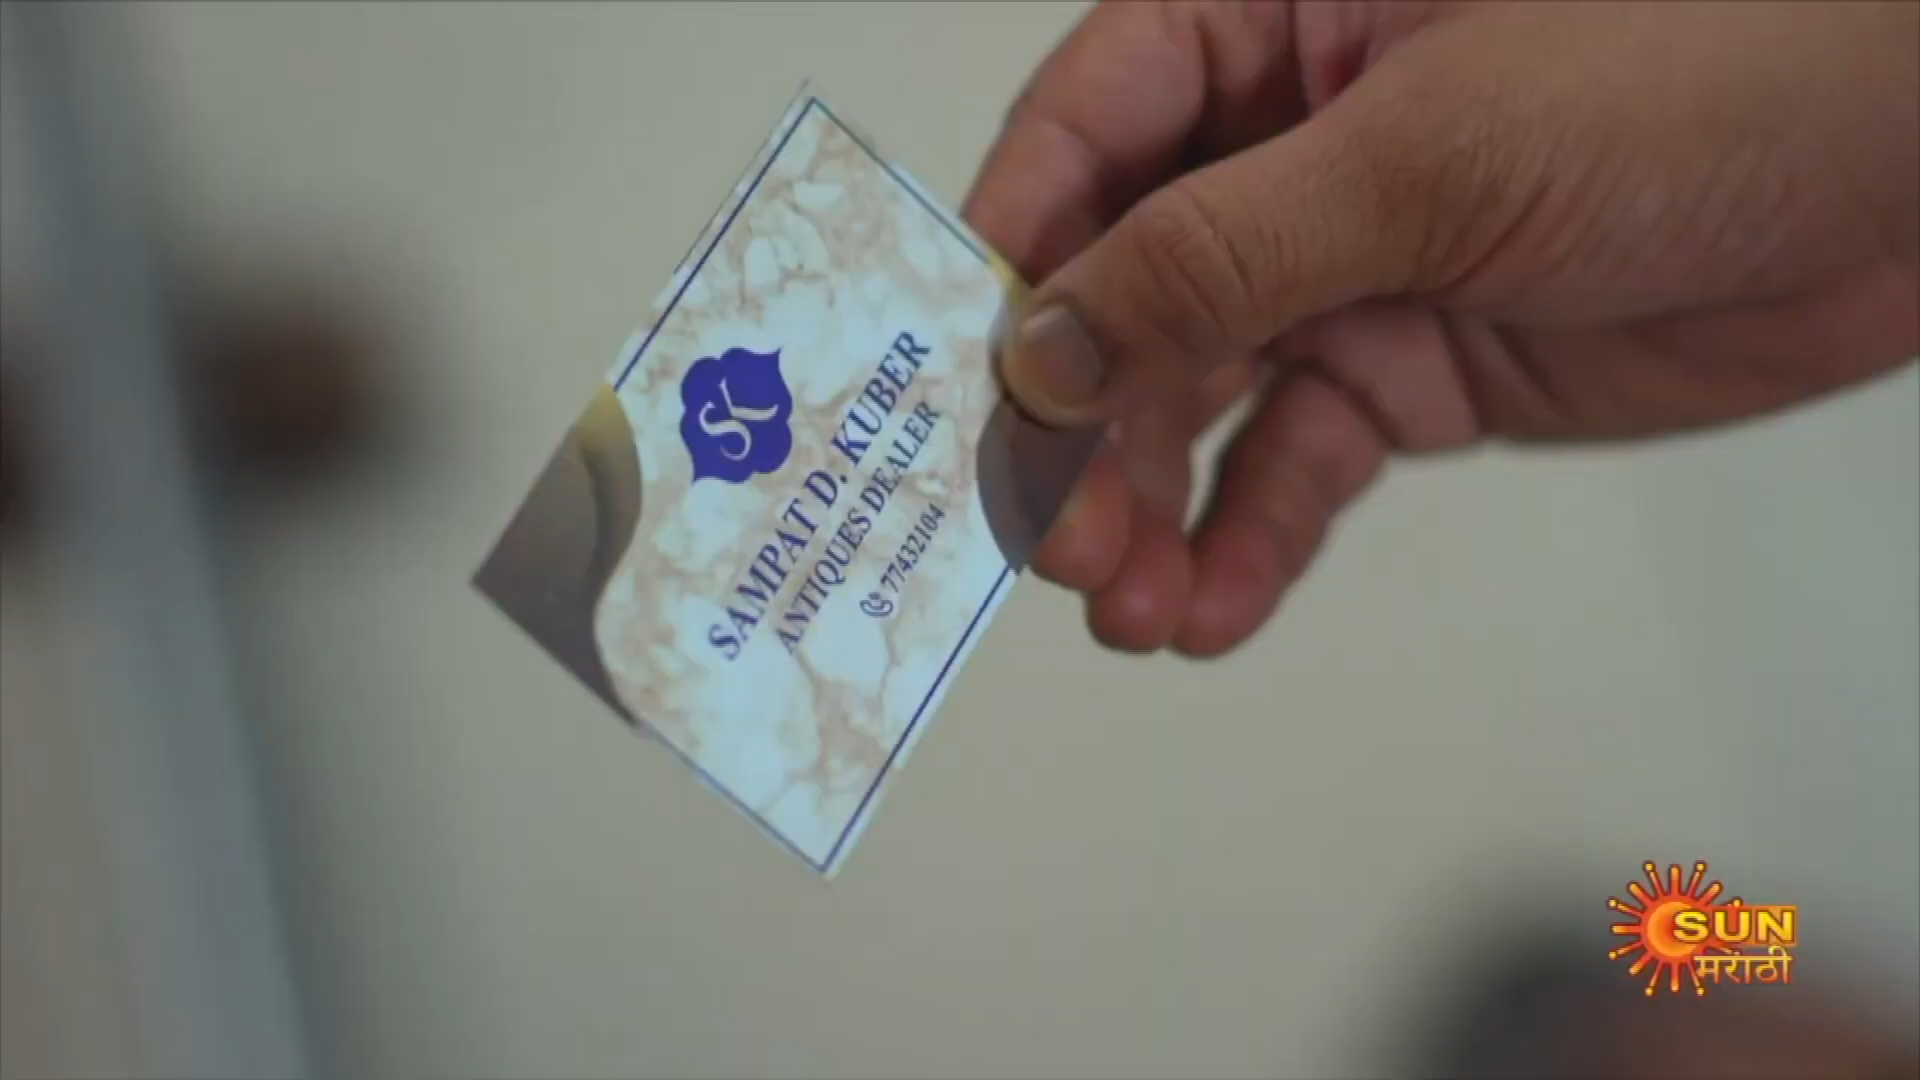 SK
SAMPAT D. KUBER
ANTIQUES DEALER
77432104
SUN
मराठी